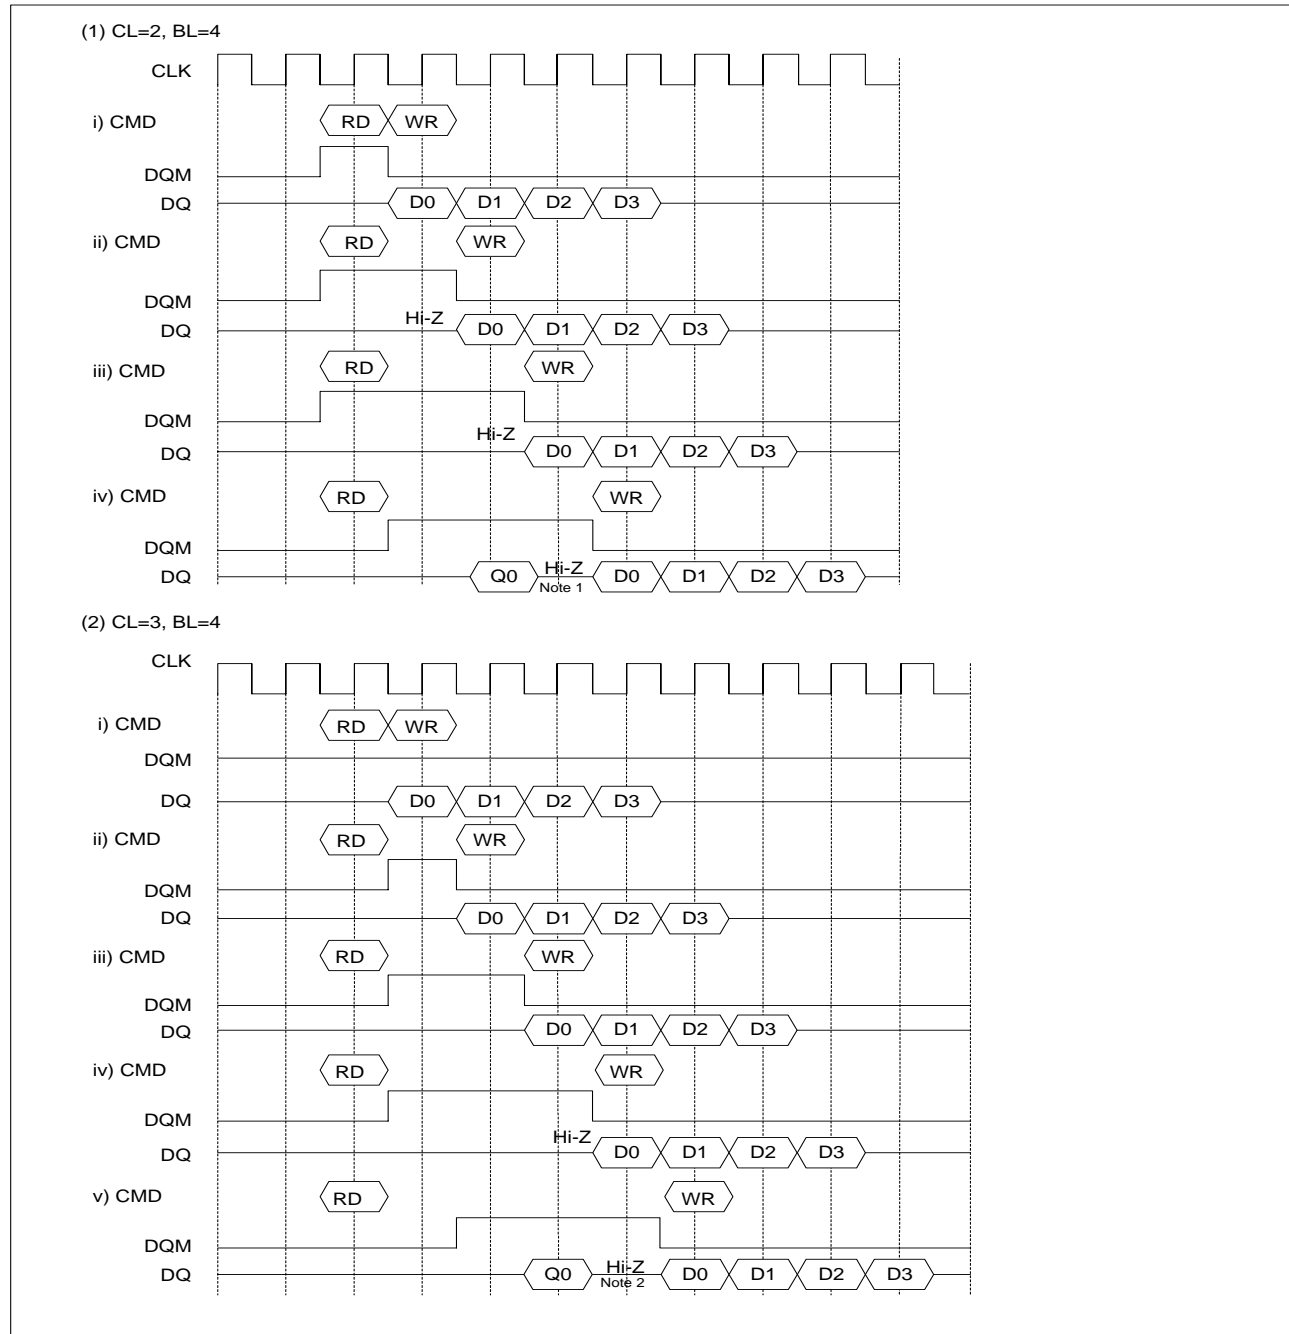 (1) CL=2, BL=4
CLK
i) CMD RD WR
DQM
DQ D0 D1 D2 D3
ii) CMD RD WR
DQM
DQ Hi-Z D0 D1 D2 D3
iii) CMD RD WR
DQM
DQ Hi-Z D0 D1 D2 D3
iv) CMD RD WR
DQM
DQ Q0 Hi-Z D0 D1 D2 D3
Note 1
(2) CL=3, BL=4
CLK
i) CMD RD WR
DQM
DQ D0 D1 D2 D3
ii) CMD RD WR
DQM
DQ D0 D1 D2 D3
iii) CMD RD WR
DQM
DQ D0 D1 D2 D3
iv) CMD RD WR
DQM
DQ Hi-Z D0 D1 D2 D3
v) CMD RD WR
DQM
DQ Q0 Hi-Z D0 D1 D2 D3
Note 2